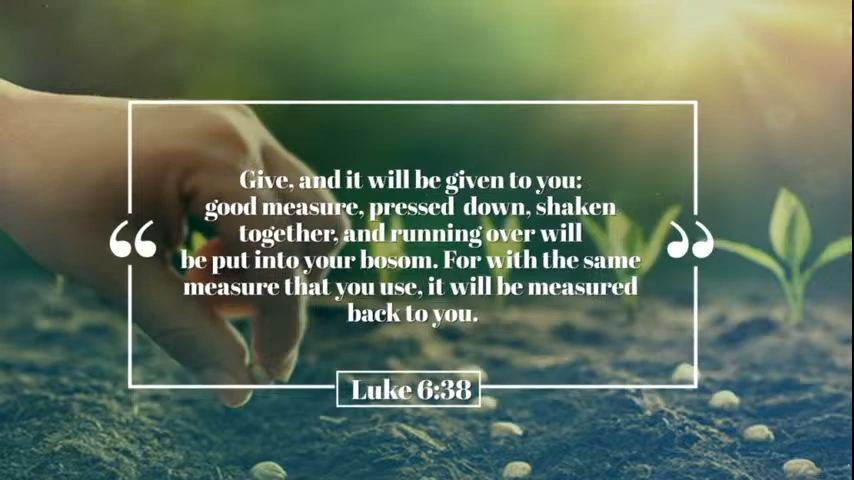 Give, and it will be given to you:
good measure, pressed down, shaken
together, and running over will
be put into your bosom. For with the same
measure that you use, it will be measured
back to you.
Luke 6:38